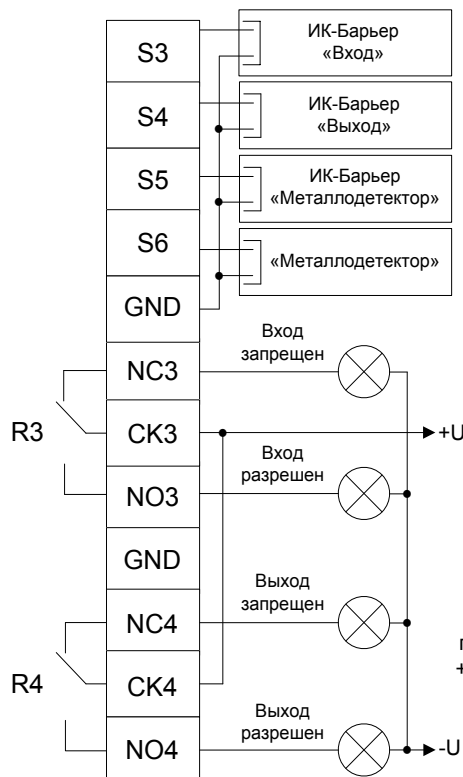 S3
ИК-Барьер
«Вход»
S4
ИК-Барьер
«Выход»
S5
ИК-Барьер
«Металлодетектор»
S6
«Металлодетектор»
GND
Вход
запрещен
NC3
R3
CK3
+U
Вход
разрешен
NO3
GND
Выход
запрещен
NC4
R4
CK4
+
Выход
разрешен
NO4
-U